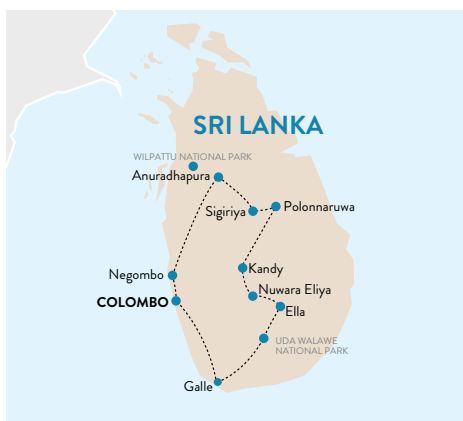 SRI LANKA
WILPATTU NATIONAL PARK
Anuradhapura
Sigiriya
Polonnaruwa
Negombo
Kandy
Nuwara Eliya
COLOMBO
Ella
UDA WALAWE
NATIONAL PARK
Galle